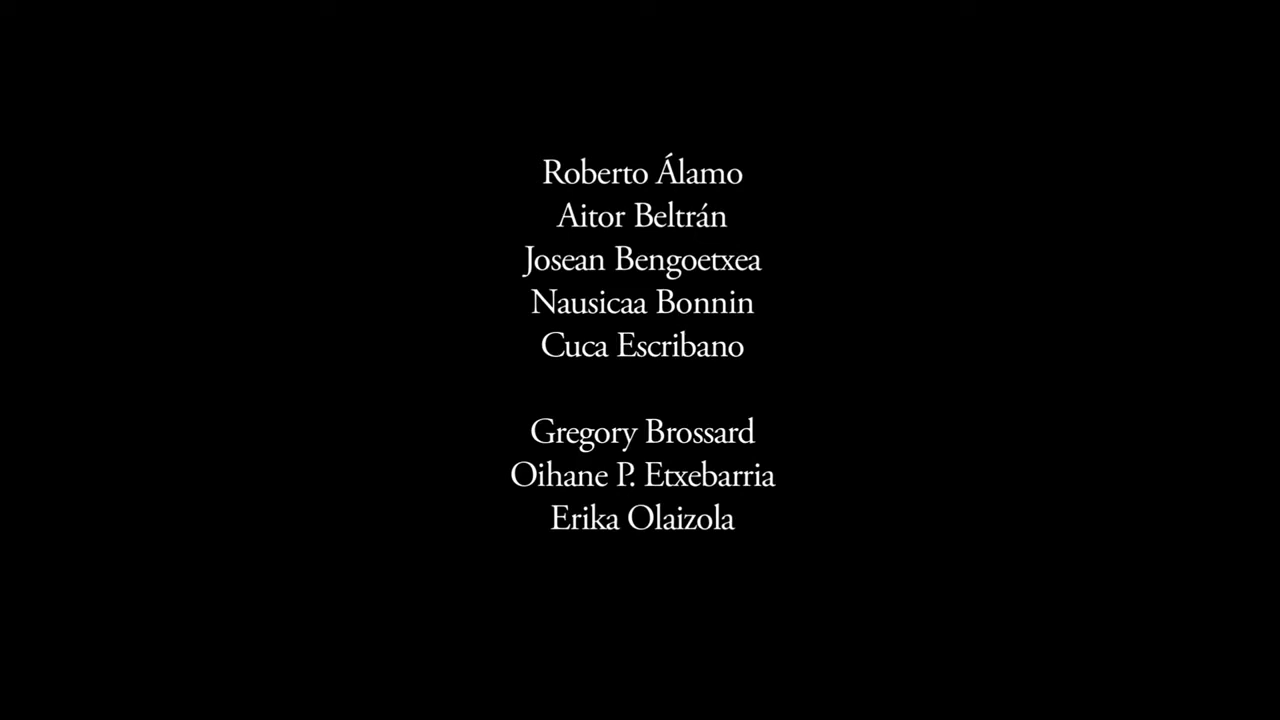 Roberto Álamo
Aitor Beltrán
Josean Bengoetxea
Nausicaa Bonnin
Cuca Escribano
Gregory Brossard
Oihane P. Etxebarria
Erika Olaizola